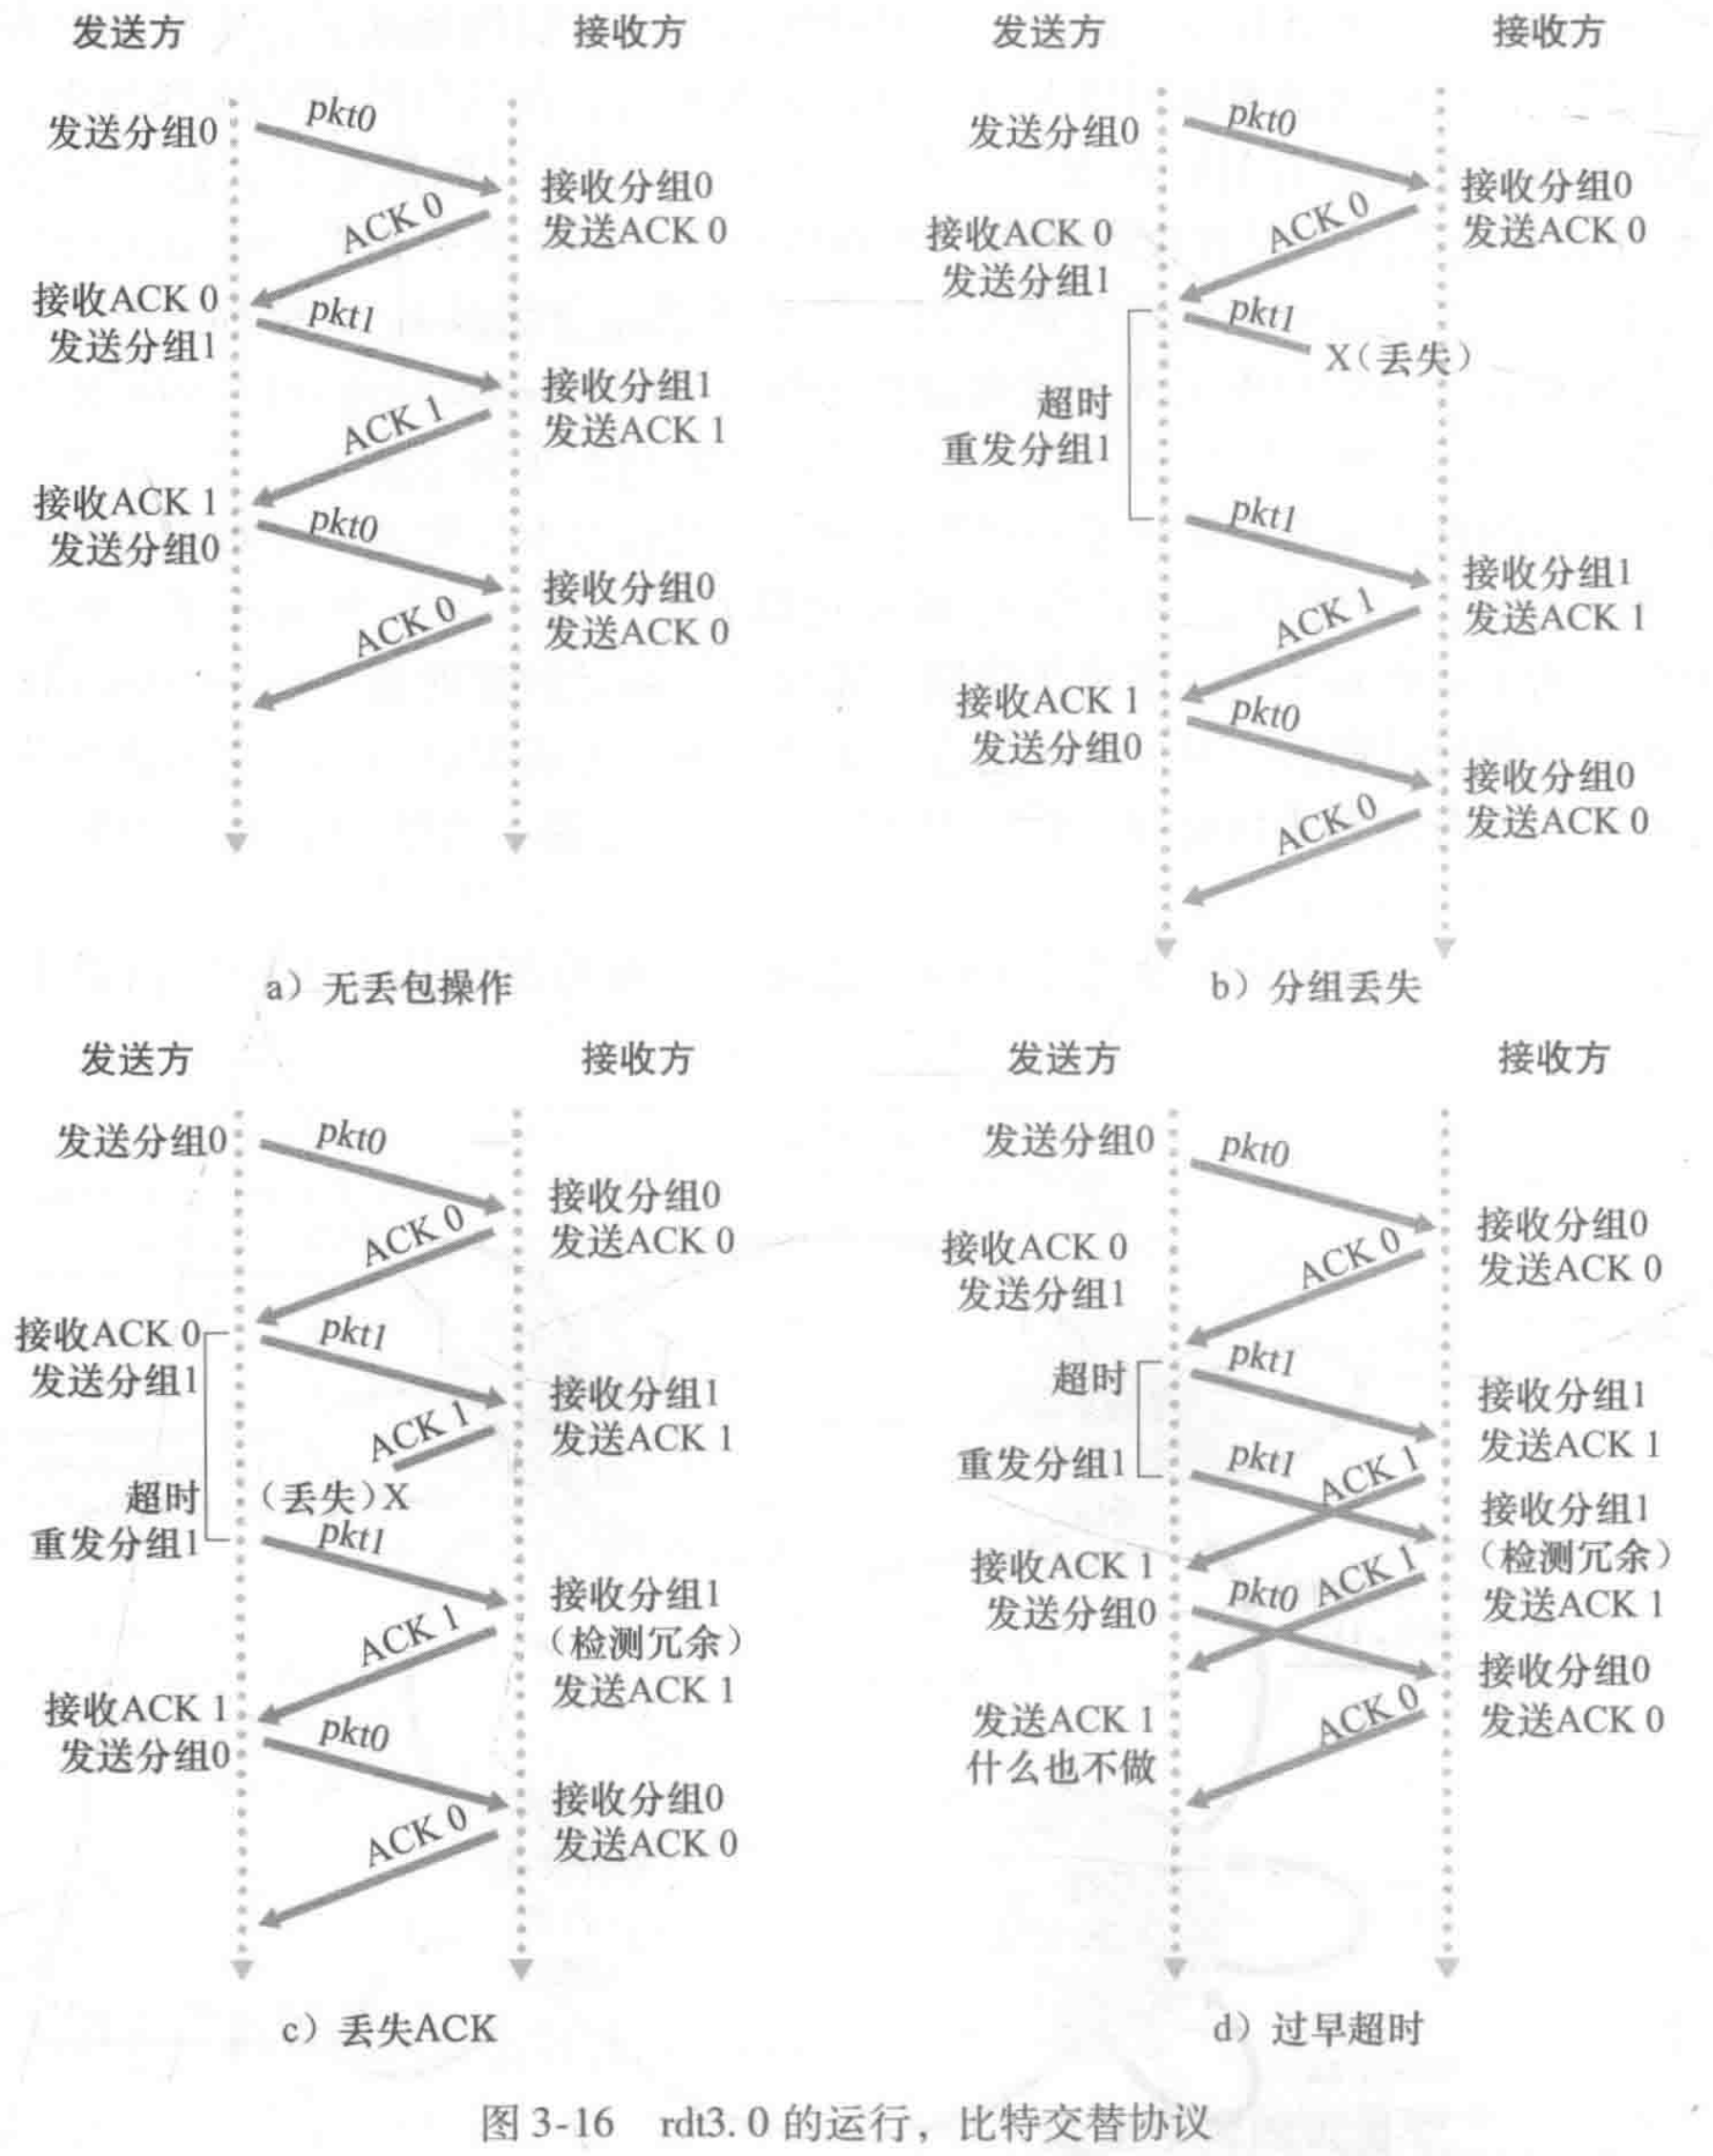 发送方
接收方
发送分组0
pkt0
接收分组0
发送ACK 0
ACK 0
接收ACK 0
发送分组1
pkt1
接收分组1
发送ACK 1
ACK 1
接收ACK 1
发送分组0
pkt0
接收分组0
发送ACK 0
ACK 0
a）无丢包操作
发送方
接收方
发送分组0
pkt0
接收分组0
发送ACK 0
ACK 0
接收ACK 0
发送分组1
pkt1
X（丢失）
超时
重发分组1
pkt1
接收分组1
发送ACK 1
ACK 1
接收ACK 1
发送分组0
pkt0
接收分组0
发送ACK 0
ACK 0
b）分组丢失
发送方
接收方
发送分组0
pkt0
接收分组0
发送ACK 0
ACK 0
接收ACK 0
发送分组1
pkt1
接收分组1
发送ACK 1
ACK 1
（丢失）X
超时
重发分组1
pkt1
接收分组1
（检测冗余）
发送ACK 1
ACK 1
接收ACK 1
发送分组0
pkt0
接收分组0
发送ACK 0
ACK 0
c）丢失ACK
发送方
接收方
发送分组0
pkt0
接收分组0
发送ACK 0
ACK 0
接收ACK 0
发送分组1
pkt1
超时
接收分组1
发送ACK 1
重发分组1
pkt1
ACK 1
接收分组1
（检测冗余）
发送ACK 1
接收ACK 1
发送分组0
pkt0
ACK 1
接收分组0
发送ACK 0
发送ACK 1
什么也不做
ACK 0
d）过早超时
图 3-16 rdt3. 0 的运行，比特交替协议